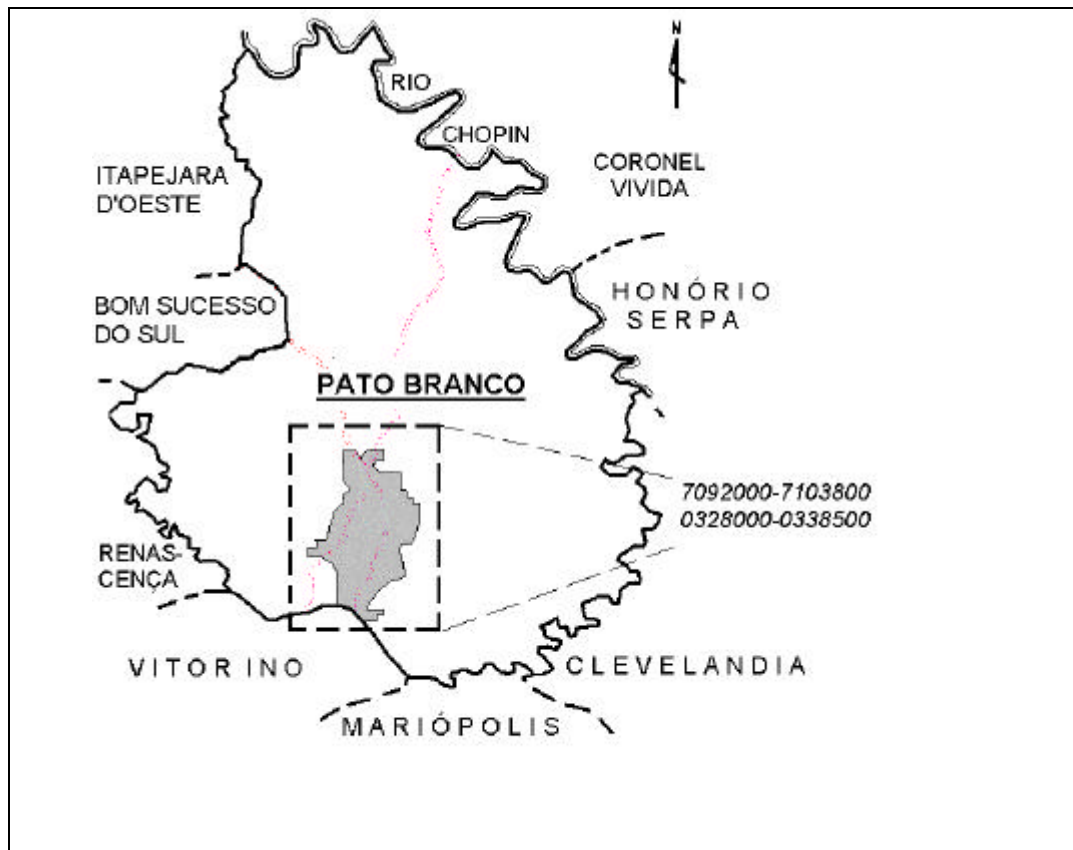 N
RIO
CHOPIN
CORONEL
VIVIDA
ITAPEJARA
D'OESTE
HONÓRIO
SERPA
BOM SUCESSO
DO SUL
PATO BRANCO
7092000-7103800
0328000-0338500
RENAS-
CENÇA
VITORINO
CLEVELANDIA
MARIÓPOLIS